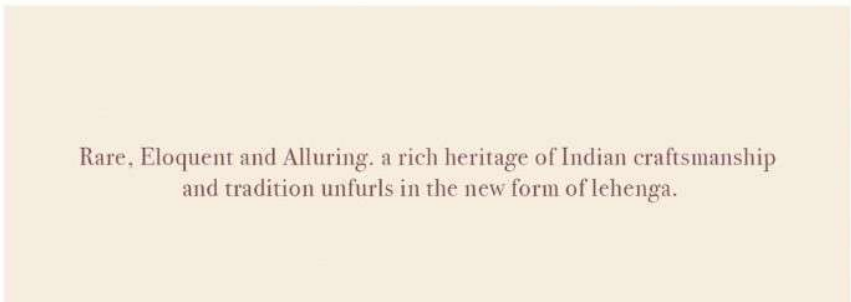 Rare, Eloquent and Alluring. a rich heritage of Indian craftsmanship
and tradition unfurls in the new form of lehenga.